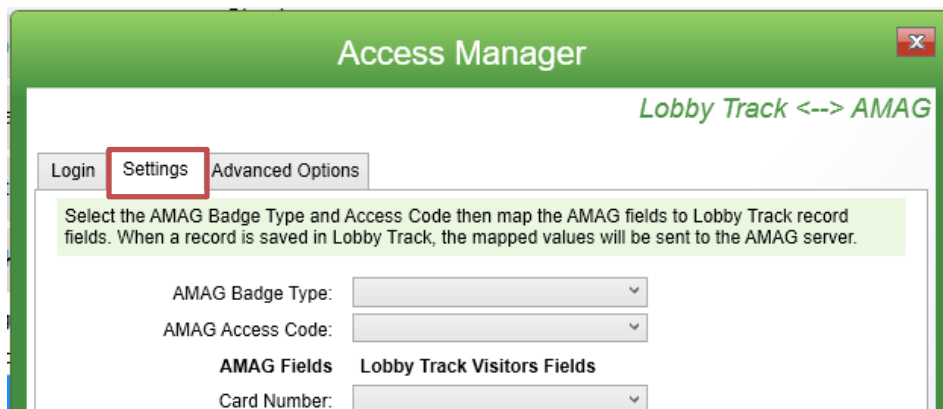 Access Manager
x
Lobby Track <--> AMAG
Login Settings Advanced Options
Select the AMAG Badge Type and Access Code then map the AMAG fields to Lobby Track record
fields. When a record is saved in Lobby Track, the mapped values will be sent to the AMAG server.
AMAG Badge Type:
AMAG Access Code:
AMAG Fields Lobby Track Visitors Fields
Card Number: